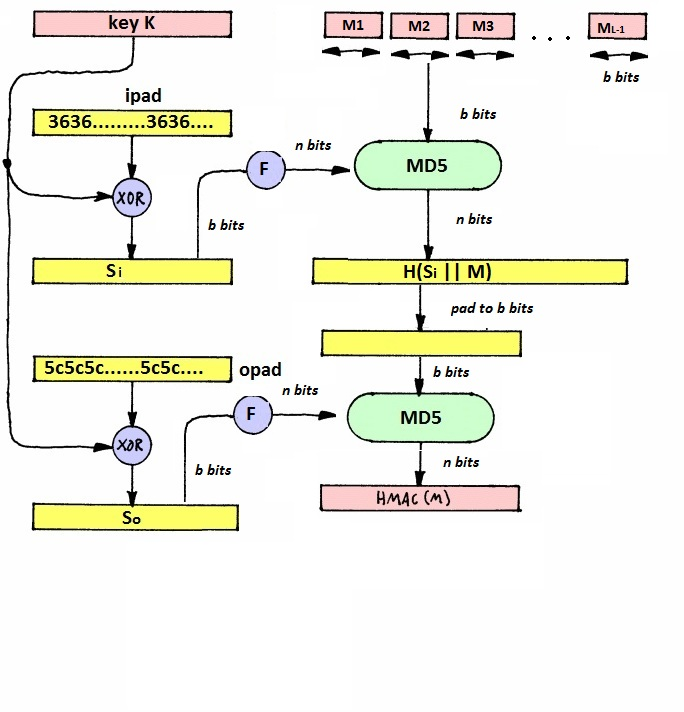 key K
M1 M2 M3 . . . ML-1
b bits
ipad
3636.........3636....
b bits
n bits
F
MD5
XOR
b bits
n bits
Si
H(Si || M)
pad to b bits
5c5c5c......5c5c....
opad
b bits
n bits
F
MD5
XOR
b bits
n bits
HMAC (M)
So